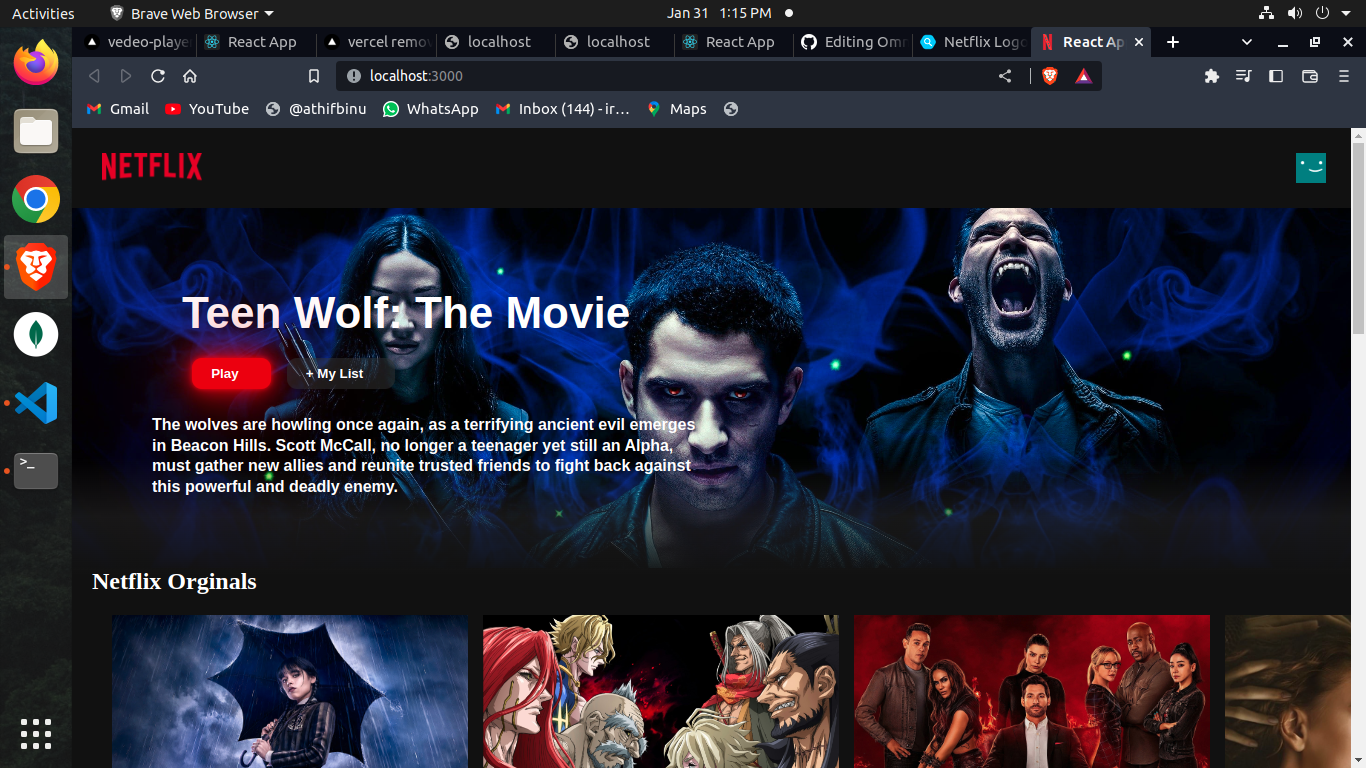 Activities
Brave Web Browser
Jan 31 1:15 PM
vedeo-player
React App
vercel remov
localhost
localhost
React App
Editing Omn
Netflix Logo
React Ap
localhost:3000
Gmail
YouTube
@athifbinu
WhatsApp
Inbox (144) - ir…
Maps
NETFLIX
Teen Wolf: The Movie
Play
+ My List
The wolves are howling once again, as a terrifying ancient evil emerges
in Beacon Hills. Scott McCall, no longer a teenager yet still an Alpha,
must gather new allies and reunite trusted friends to fight back against
this powerful and deadly enemy.
Netflix Orginals